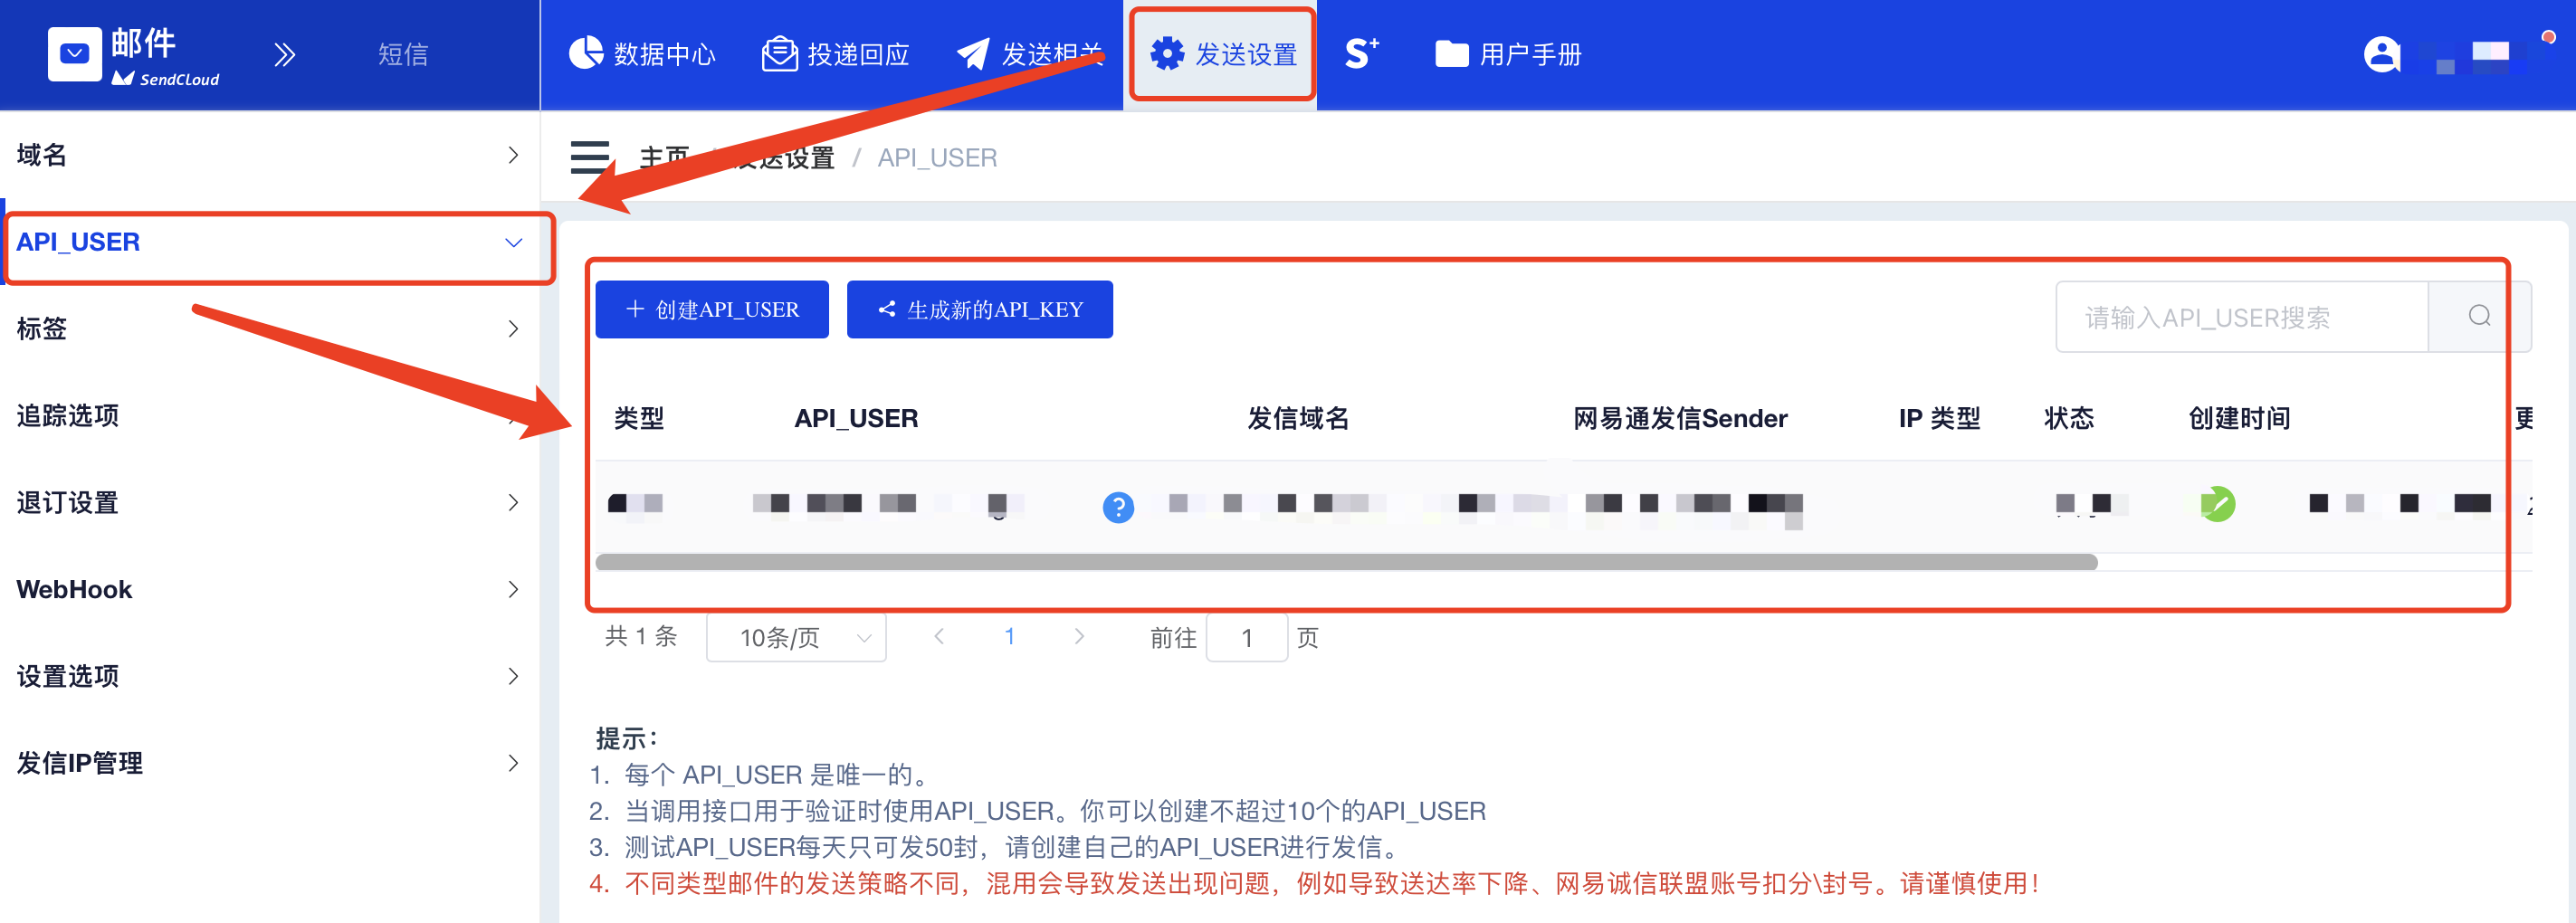 邮件
SendCloud
短信
数据中心
投递回应
发送相关
发送设置
S+
用户手册
主页 / 发送设置 / API_USER
域名
API_USER
标签
追踪选项
退订设置
WebHook
设置选项
发信IP管理
+ 创建API_USER
生成新的API_KEY
请输入API_USER搜索
类型 API_USER 发信域名 网易通发信Sender IP 类型 状态 创建时间 更
共 1 条 10条/页 1 前往 1 页
提示：
1. 每个 API_USER 是唯一的。
2. 当调用接口用于验证时使用API_USER。你可以创建不超过10个的API_USER
3. 测试API_USER每天只可发50封，请创建自己的API_USER进行发信。
4. 不同类型邮件的发送策略不同，混用会导致发送出现问题，例如导致送达率下降、网易诚信联盟账号扣分\封号。请谨慎使用！